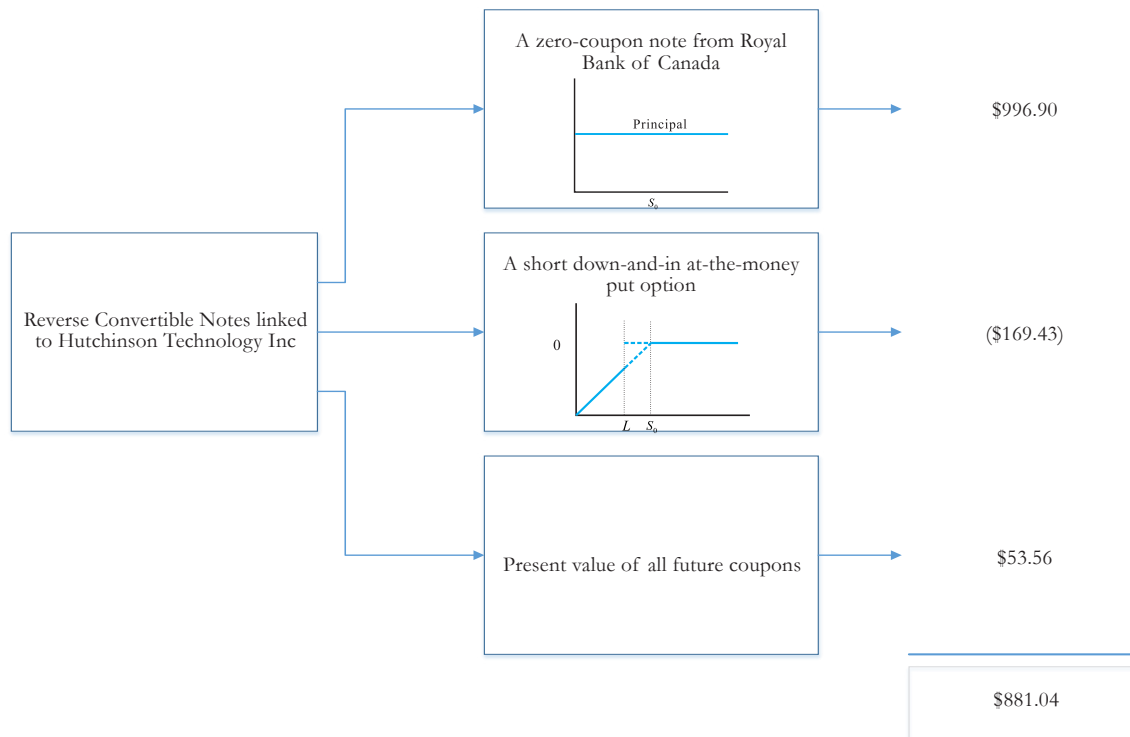 A zero-coupon note from Royal
Bank of Canada
Principal
S₀
$996.90
Reverse Convertible Notes linked
to Hutchinson Technology Inc
A short down-and-in at-the-money
put option
0
L S₀
($169.43)
Present value of all future coupons
$53.56
$881.04